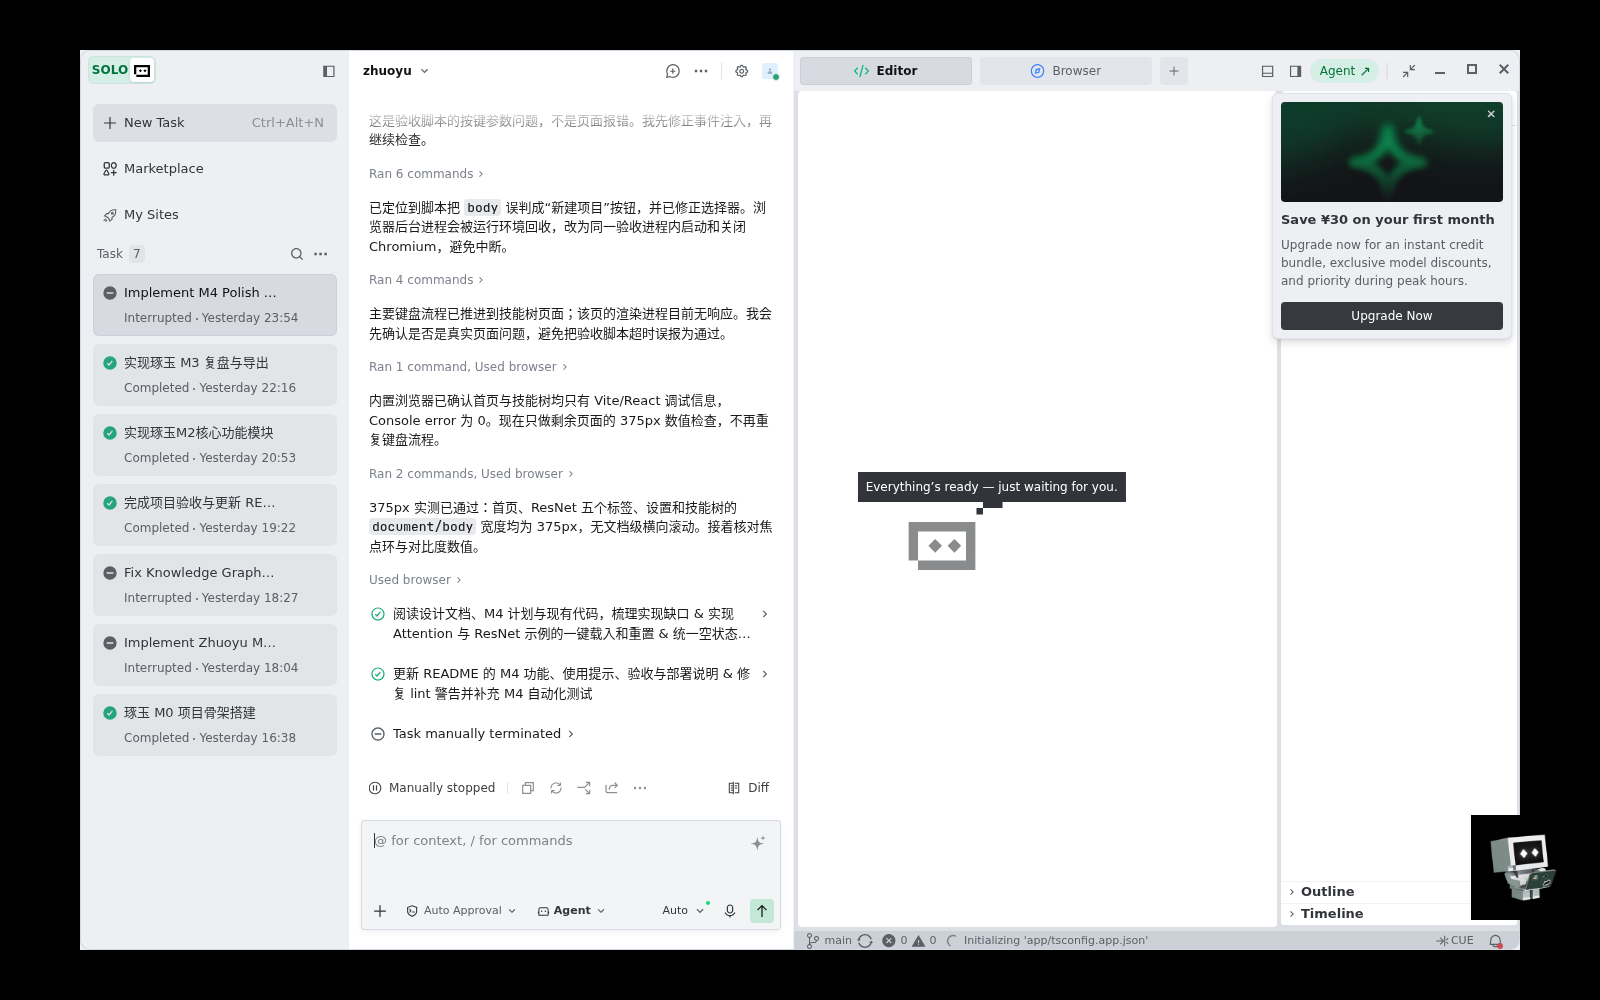 SOLO
New Task Ctrl+Alt+N
Marketplace
My Sites
Task 7
Implement M4 Polish ...
Interrupted · Yesterday 23:54
实现琢玉 M3 复盘与导出
Completed · Yesterday 22:16
实现琢玉M2核心功能模块
Completed · Yesterday 20:53
完成项目验收与更新 RE...
Completed · Yesterday 19:22
Fix Knowledge Graph...
Interrupted · Yesterday 18:27
Implement Zhuoyu M...
Interrupted · Yesterday 18:04
琢玉 M0 项目骨架搭建
Completed · Yesterday 16:38
zhuoyu
这是验收脚本的按键参数问题，不是页面报错。我先修正事件注入，再
继续检查。
Ran 6 commands
已定位到脚本把 body 误判成“新建项目”按钮，并已修正选择器。浏
览器后台进程会被运行环境回收，改为同一验收进程内启动和关闭
Chromium，避免中断。
Ran 4 commands
主要键盘流程已推进到技能树页面；该页的渲染进程目前无响应。我会
先确认是否是真实页面问题，避免把验收脚本超时误报为通过。
Ran 1 command, Used browser
内置浏览器已确认首页与技能树均只有 Vite/React 调试信息，
Console error 为 0。现在只做剩余页面的 375px 数值检查，不再重
复键盘流程。
Ran 2 commands, Used browser
375px 实测已通过：首页、ResNet 五个标签、设置和技能树的
document/body 宽度均为 375px，无文档级横向滚动。接着核对焦
点环与对比度数值。
Used browser
阅读设计文档、M4 计划与现有代码，梳理实现缺口 & 实现
Attention 与 ResNet 示例的一键载入和重置 & 统一空状态...
更新 README 的 M4 功能、使用提示、验收与部署说明 & 修
复 lint 警告并补充 M4 自动化测试
Task manually terminated
Manually stopped
Diff
@ for context, / for commands
Auto Approval
Agent
Auto
Editor
Browser
Agent
Everything’s ready — just waiting for you.
Save ¥30 on your first month
Upgrade now for an instant credit
bundle, exclusive model discounts,
and priority during peak hours.
Upgrade Now
Outline
Timeline
main 0 0 Initializing 'app/tsconfig.app.json'
CUE